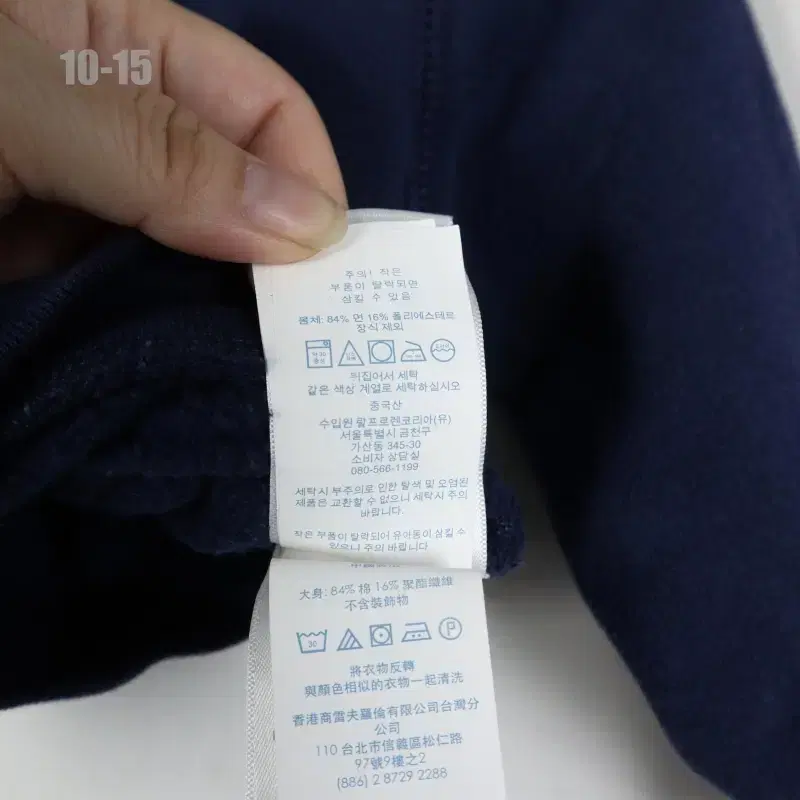 10-15
주의! 작은
부품이 탈락되면
삼킬 수 있음
몸체: 84% 면 16% 폴리에스테르
장식 제외
뒤집어서 세탁
같은 색상 계열로 세탁하십시오
중국산
수입원 랄프로렌코리아(유)
서울특별시 금천구
가산동 345-30
소비자 상담실
080-566-1199
세탁시 부주의로 인한 탈색 및 오염된
제품은 교환할 수 없으니 세탁시 주의
바랍니다.
작은 부품이 탈락되어 유아동이 삼킬 수
있으니 주의 바랍니다.
大身: 84% 棉 16% 聚酯纖維
不含裝飾物
30
P
將衣物反轉
與顏色相似的衣物一起清洗
香港商雷夫羅倫有限公司台灣分
公司
110 台北市信義區松仁路
97號9樓之2
(886) 2 8729 2288